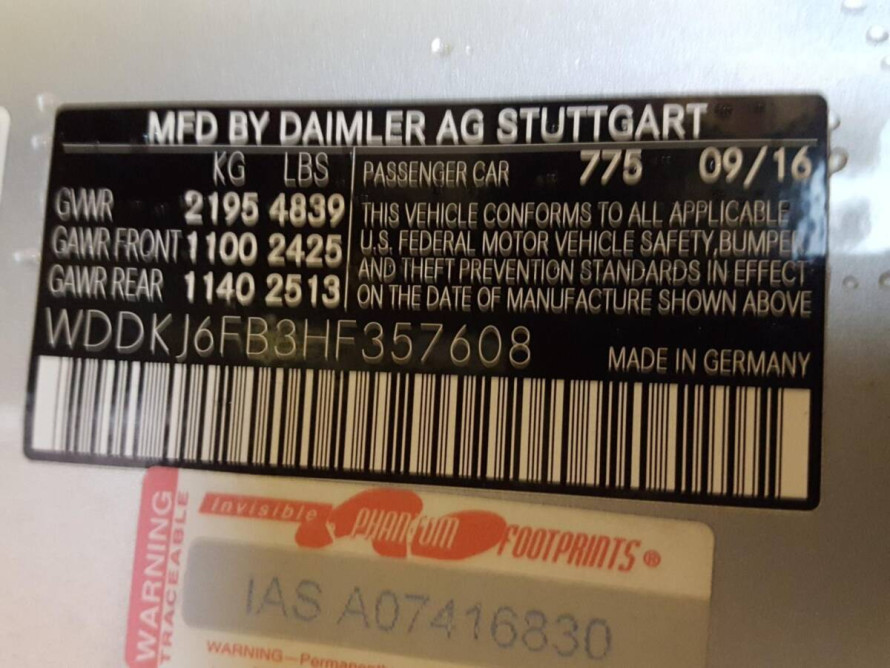 MFD BY DAIMLER AG STUTTGART
KG LBS
GVWR 2195 4839
GAWR FRONT 1100 2425
GAWR REAR 1140 2513
PASSENGER CAR 775 09/16
THIS VEHICLE CONFORMS TO ALL APPLICABLE
U.S. FEDERAL MOTOR VEHICLE SAFETY, BUMPER
AND THEFT PREVENTION STANDARDS IN EFFECT
ON THE DATE OF MANUFACTURE SHOWN ABOVE
WDDKJ6FB3HF357608
MADE IN GERMANY
WARNING
TRACEABLE
Invisible PHANTOM FOOTPRINTS®
IAS A07416830
WARNING—Permanen